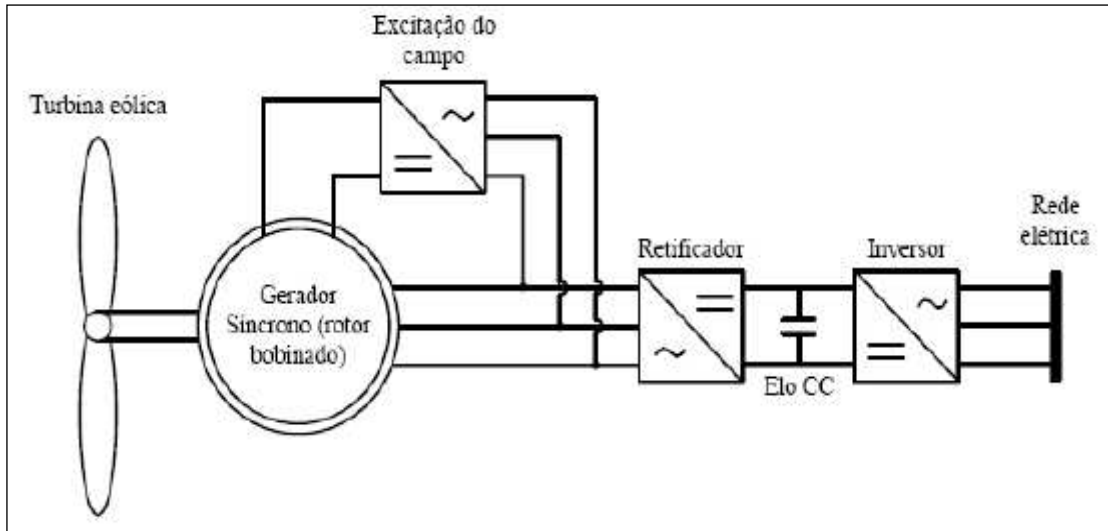 Excitação do
campo
Turbina eólica
Rede
elétrica
Retificador
Inversor
Gerador
Síncrono (rotor
bobinado)
Elo CC